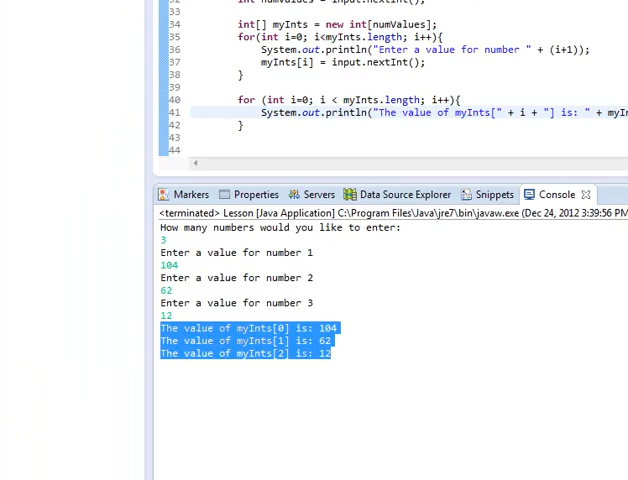 32
33
34 int[] myInts = new int[numValues];
35 for(int i=0; i<myInts.length; i++){
36 System.out.println("Enter a value for number " + (i+1));
37 myInts[i] = input.nextInt();
38 }
39
40 for (int i=0; i < myInts.length; i++){
41 System.out.println("The value of myInts[" + i + "] is: " +
42 }
43
44
Markers Properties Servers Data Source Explorer Snippets Console
<terminated> Lesson [Java Application] C:\Program Files\Java\jre7\bin\javaw.exe (Dec 24, 2012 3:39:56 PM
How many numbers would you like to enter:
3
Enter a value for number 1
104
Enter a value for number 2
62
Enter a value for number 3
12
The value of myInts[0] is: 104
The value of myInts[1] is: 62
The value of myInts[2] is: 12